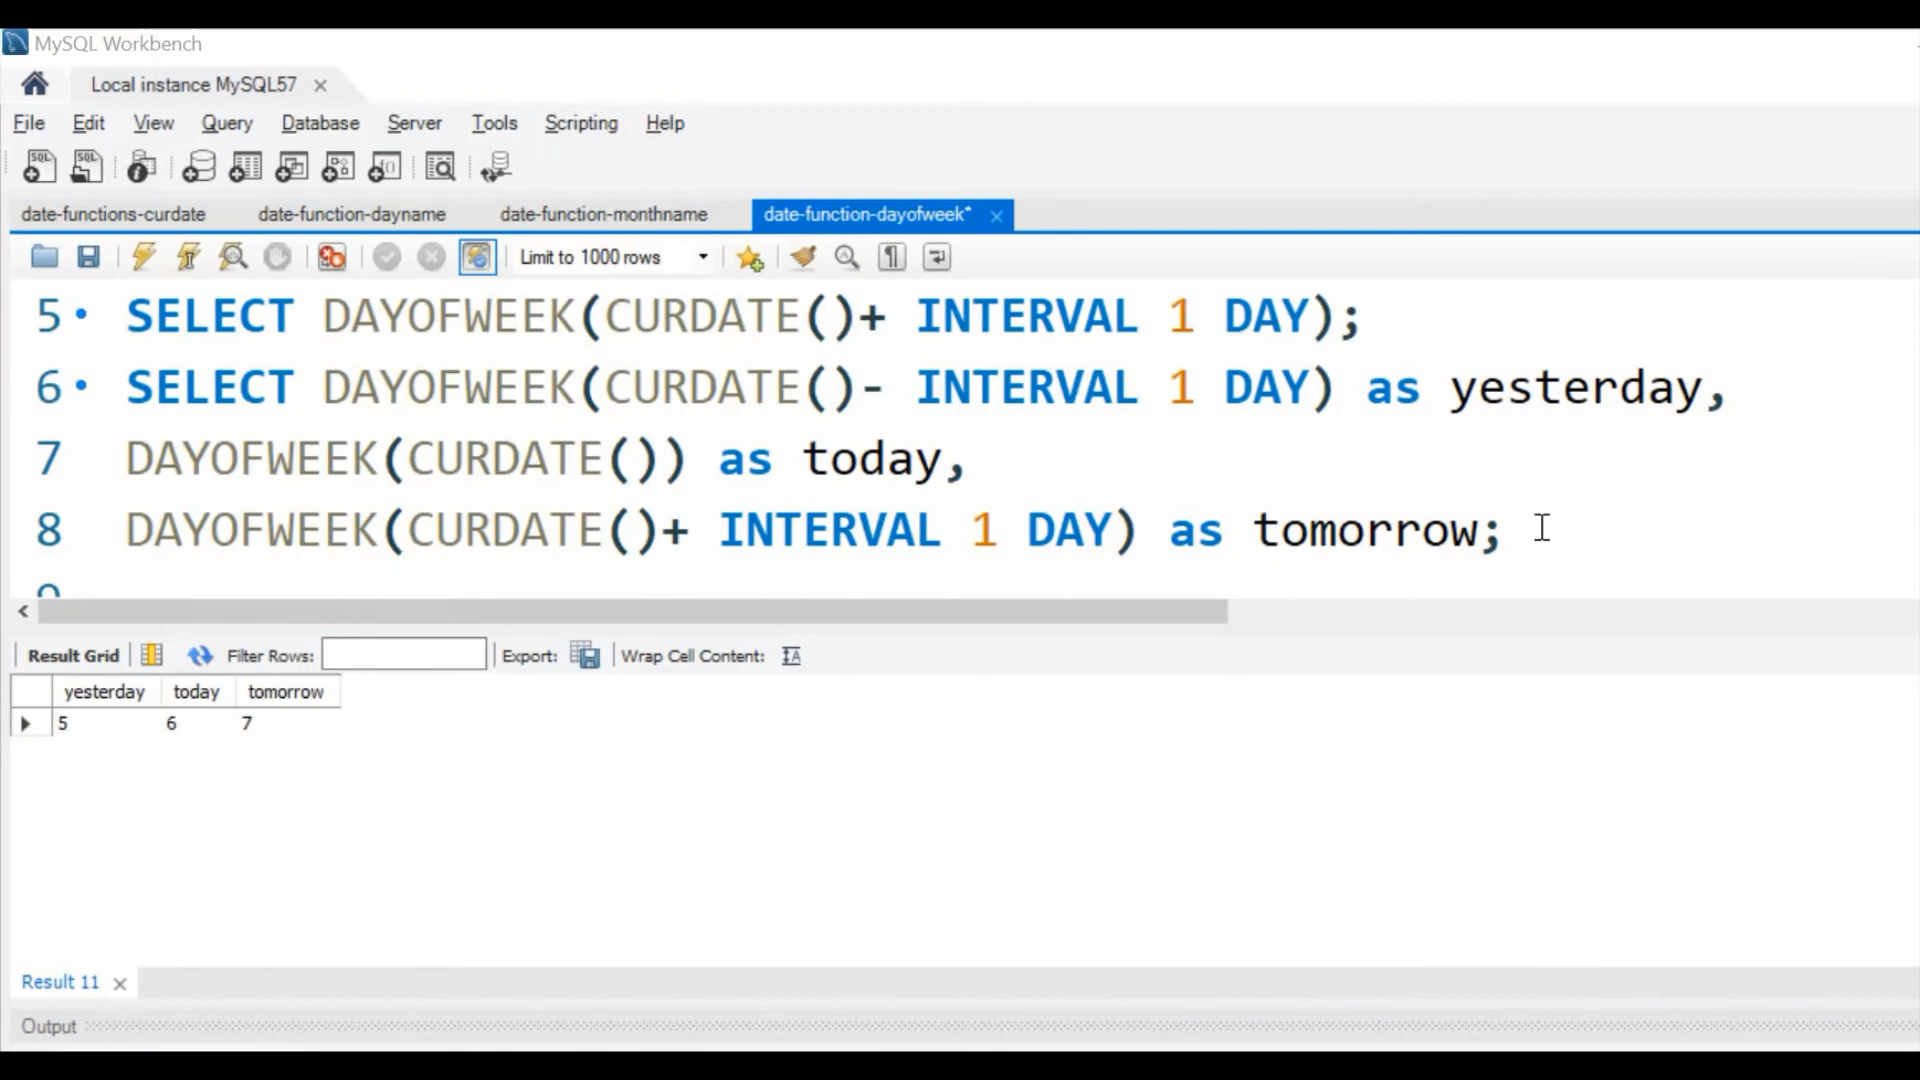 MySQL Workbench
Local instance MySQL57
File Edit View Query Database Server Tools Scripting Help
date-functions-curdate date-function-dayname date-function-monthname date-function-dayofweek*
Limit to 1000 rows
5 SELECT DAYOFWEEK(CURDATE()+ INTERVAL 1 DAY);
6 SELECT DAYOFWEEK(CURDATE()- INTERVAL 1 DAY) as yesterday,
7 DAYOFWEEK(CURDATE()) as today,
8 DAYOFWEEK(CURDATE()+ INTERVAL 1 DAY) as tomorrow;
Result Grid Filter Rows: Export: Wrap Cell Content:
yesterday today tomorrow
5 6 7
Result 11
Output